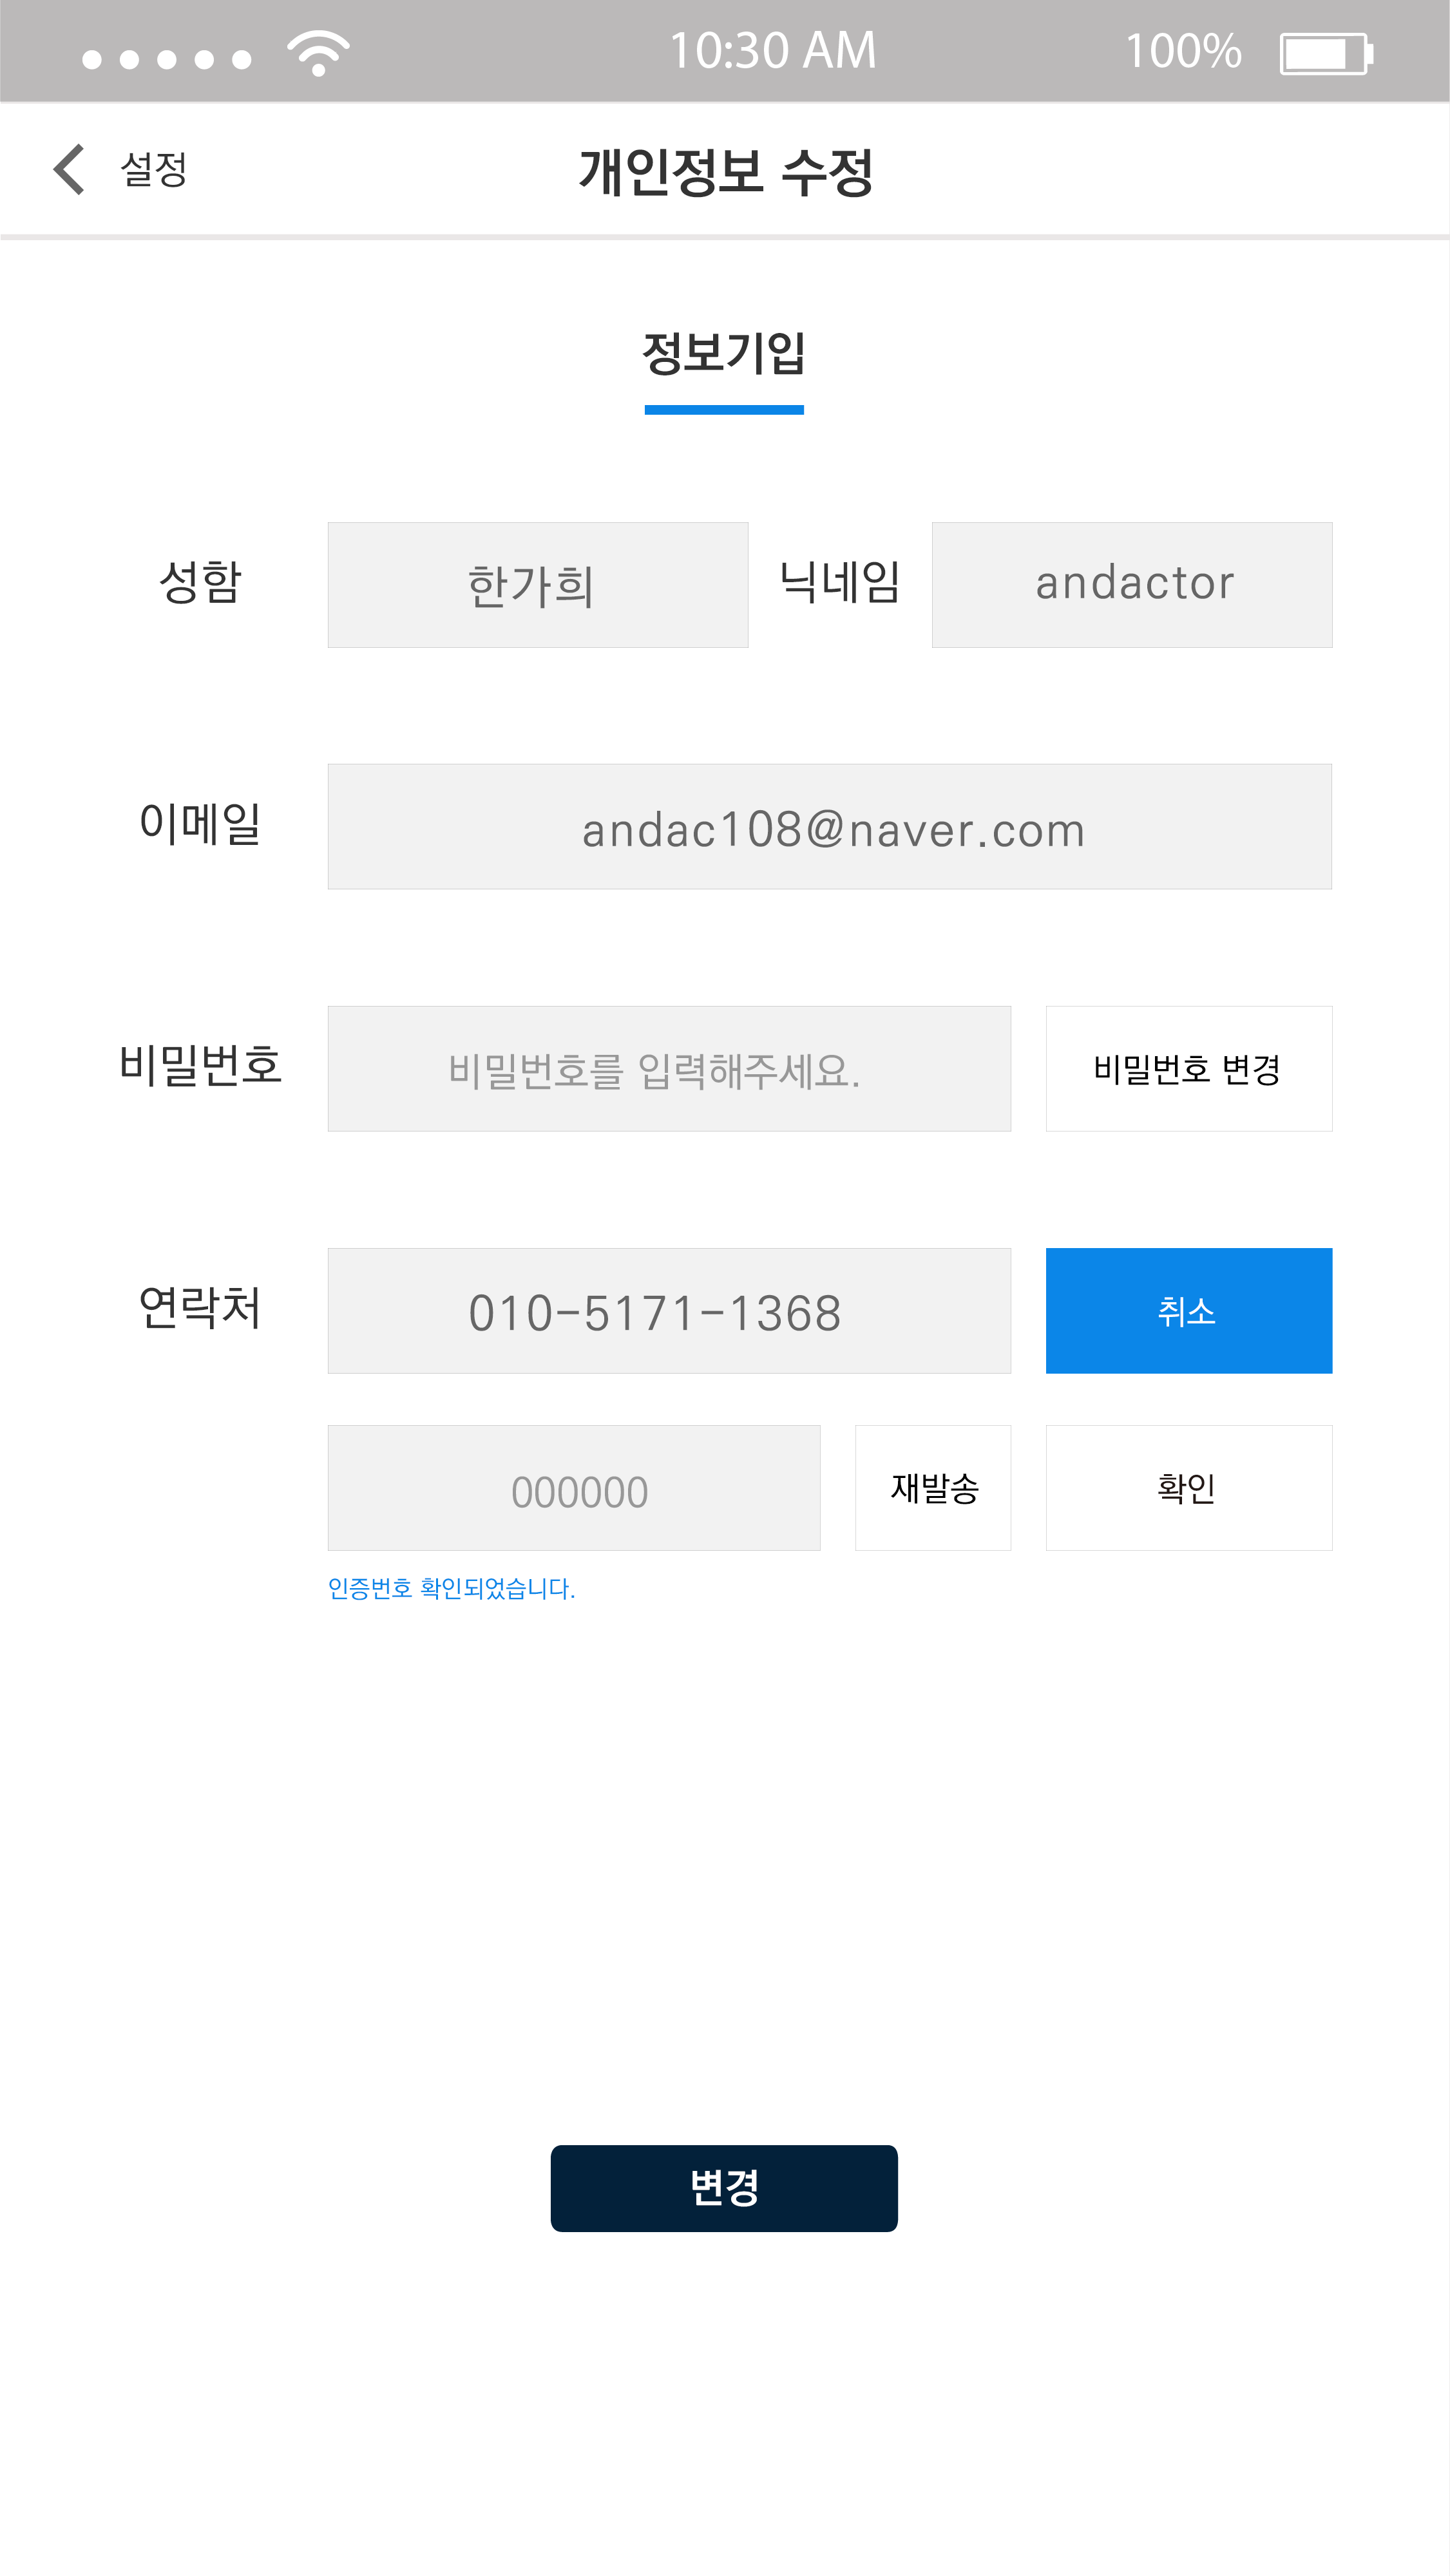 10:30 AM 100%
설정 개인정보 수정
정보기입
성함 한가희 닉네임 andactor
이메일 andac108@naver.com
비밀번호 비밀번호를 입력해주세요. 비밀번호 변경
연락처 010-5171-1368 취소
000000 재발송 확인
인증번호 확인되었습니다.
변경